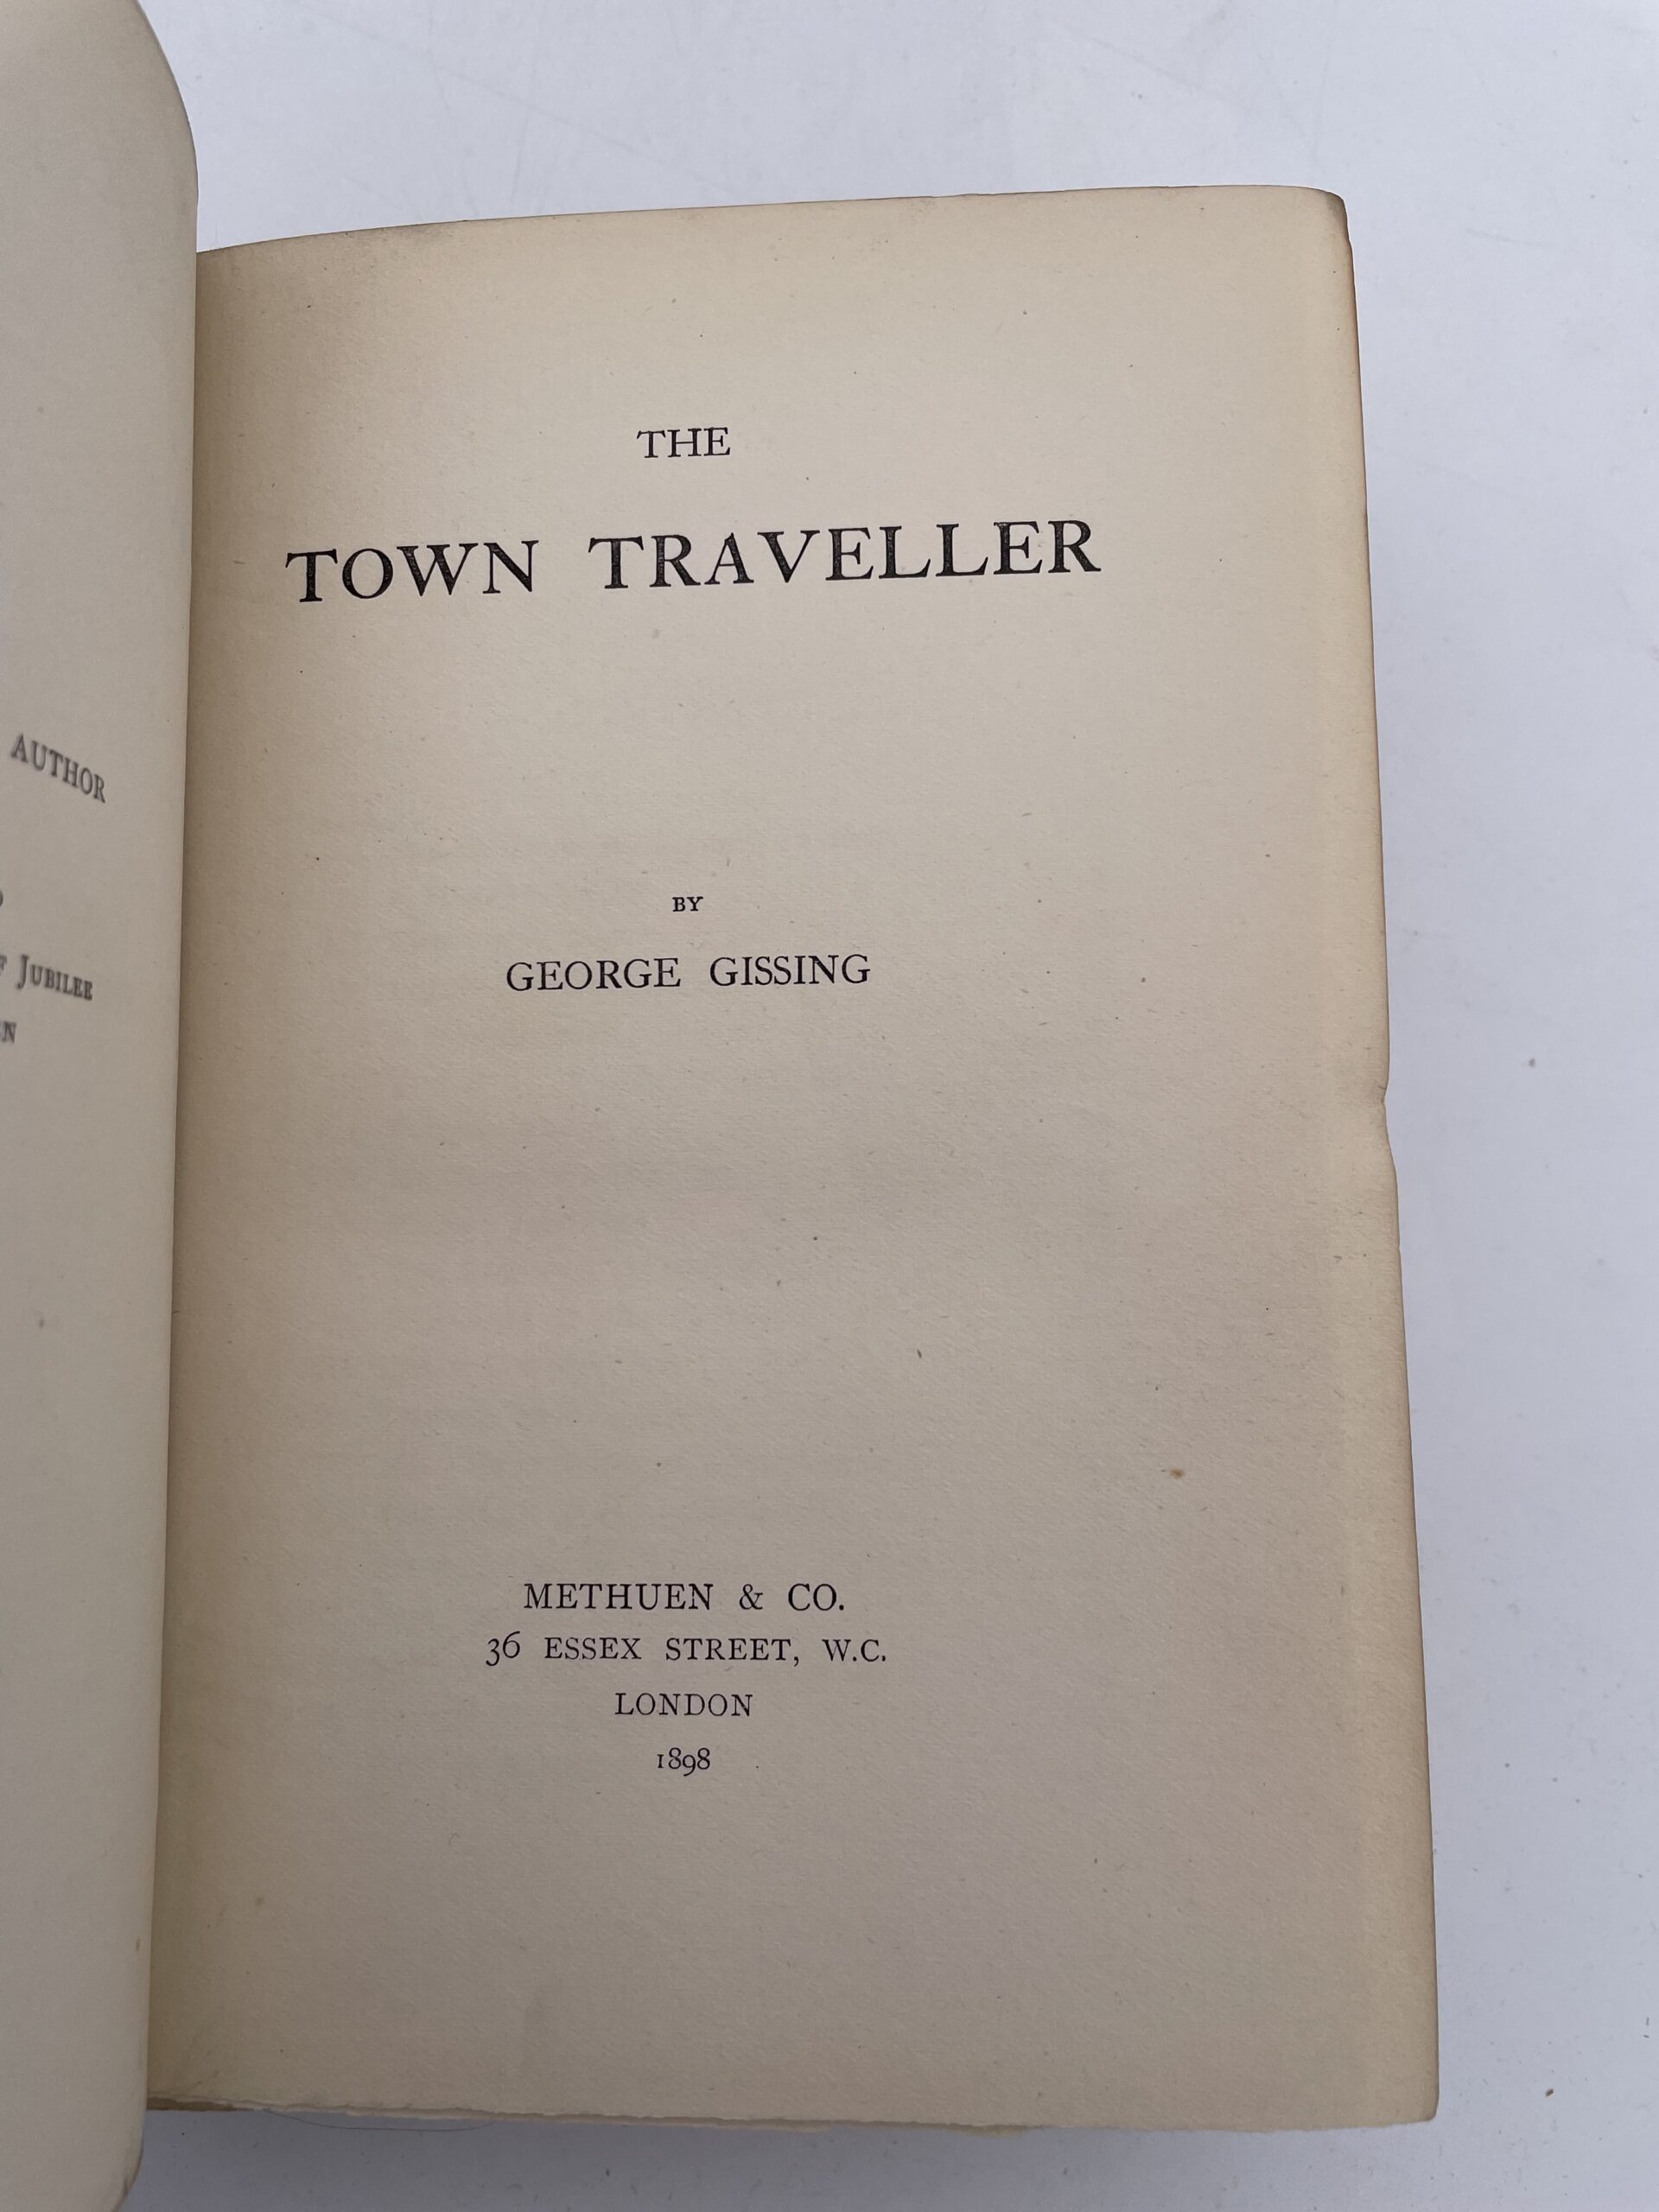 AUTHOR
JUBILEE
THE
TOWN TRAVELLER
BY
GEORGE GISSING
METHUEN & CO.
36 ESSEX STREET, W.C.
LONDON
1898